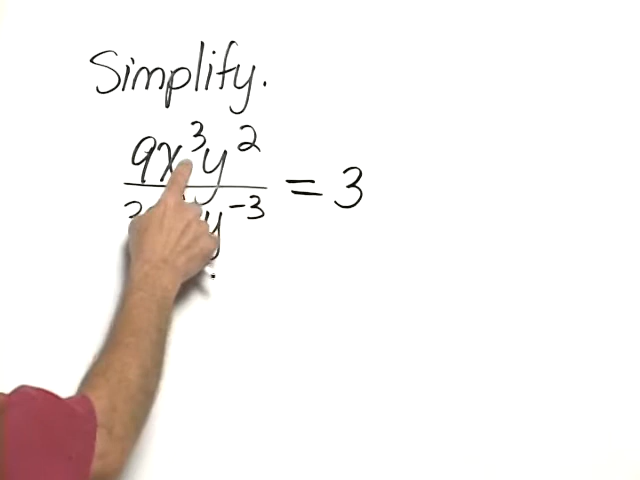 Simplify.
9x³y²
y⁻³
= 3